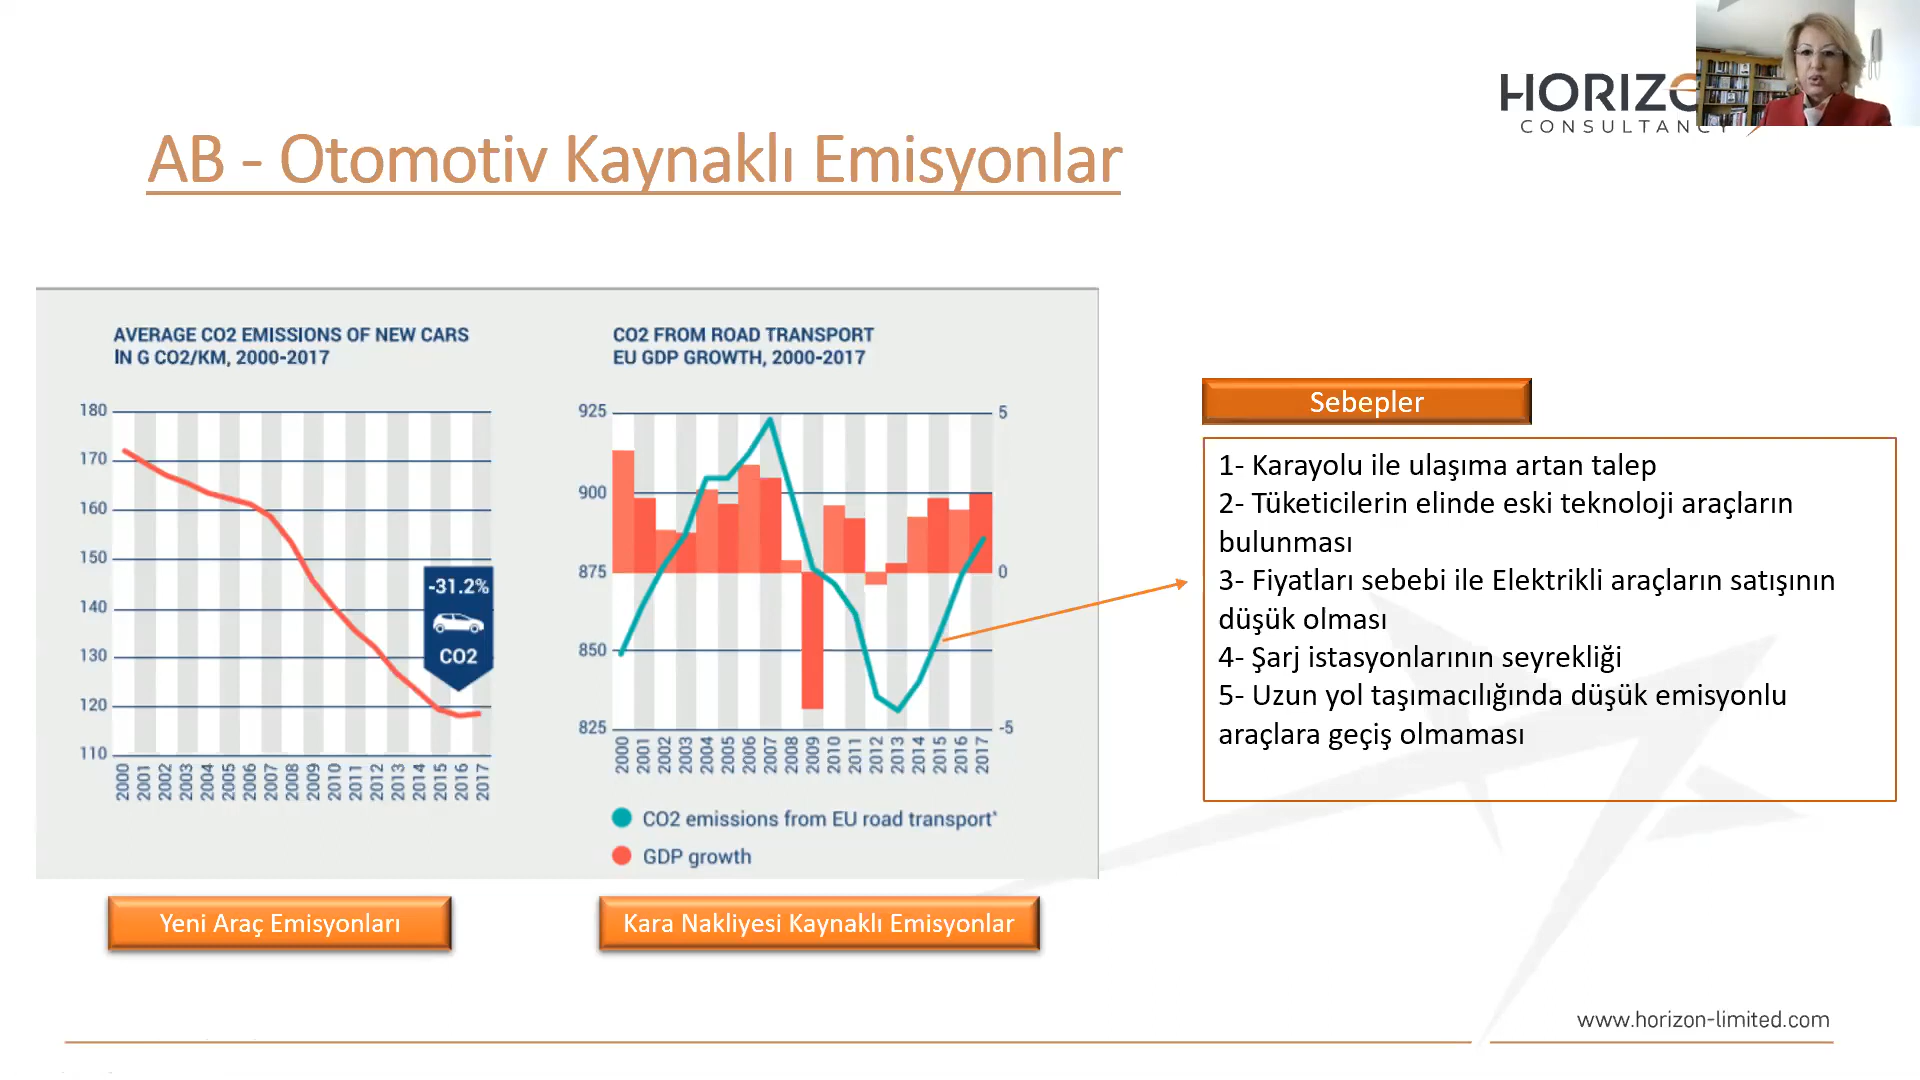 HORIZO
CONSULTANCY
AB - Otomotiv Kaynaklı Emisyonlar
AVERAGE CO2 EMISSIONS OF NEW CARS
İN G CO2/KM, 2000-2017
180
170
160
150
140
130
120
110
-31.2%
CO2
2000 2001 2002 2003 2004 2005 2006 2007 2008 2009 2010 2011 2012 2013 2014 2015 2016 2017
CO2 FROM ROAD TRANSPORT
EU GDP GROWTH, 2000-2017
925
900
875
850
825
5
0
-5
2000 2001 2002 2003 2004 2005 2006 2007 2008 2009 2010 2011 2012 2013 2014 2015 2016 2017
CO2 emissions from EU road transport*
GDP growth
Yeni Araç Emisyonları
Kara Nakliyesi Kaynaklı Emisyonlar
Sebepler
1- Karayolu ile ulaşıma artan talep
2- Tüketicilerin elinde eski teknoloji araçların
bulunması
3- Fiyatları sebebi ile Elektrikli araçların satışının
düşük olması
4- Şarj istasyonlarının seyrekliği
5- Uzun yol taşımacılığında düşük emisyonlu
araçlara geçiş olmaması
www.horizon-limited.com